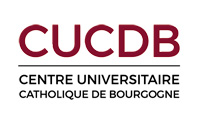 CUCDB
CENTRE UNIVERSITAIRE
CATHOLIQUE DE BOURGOGNE